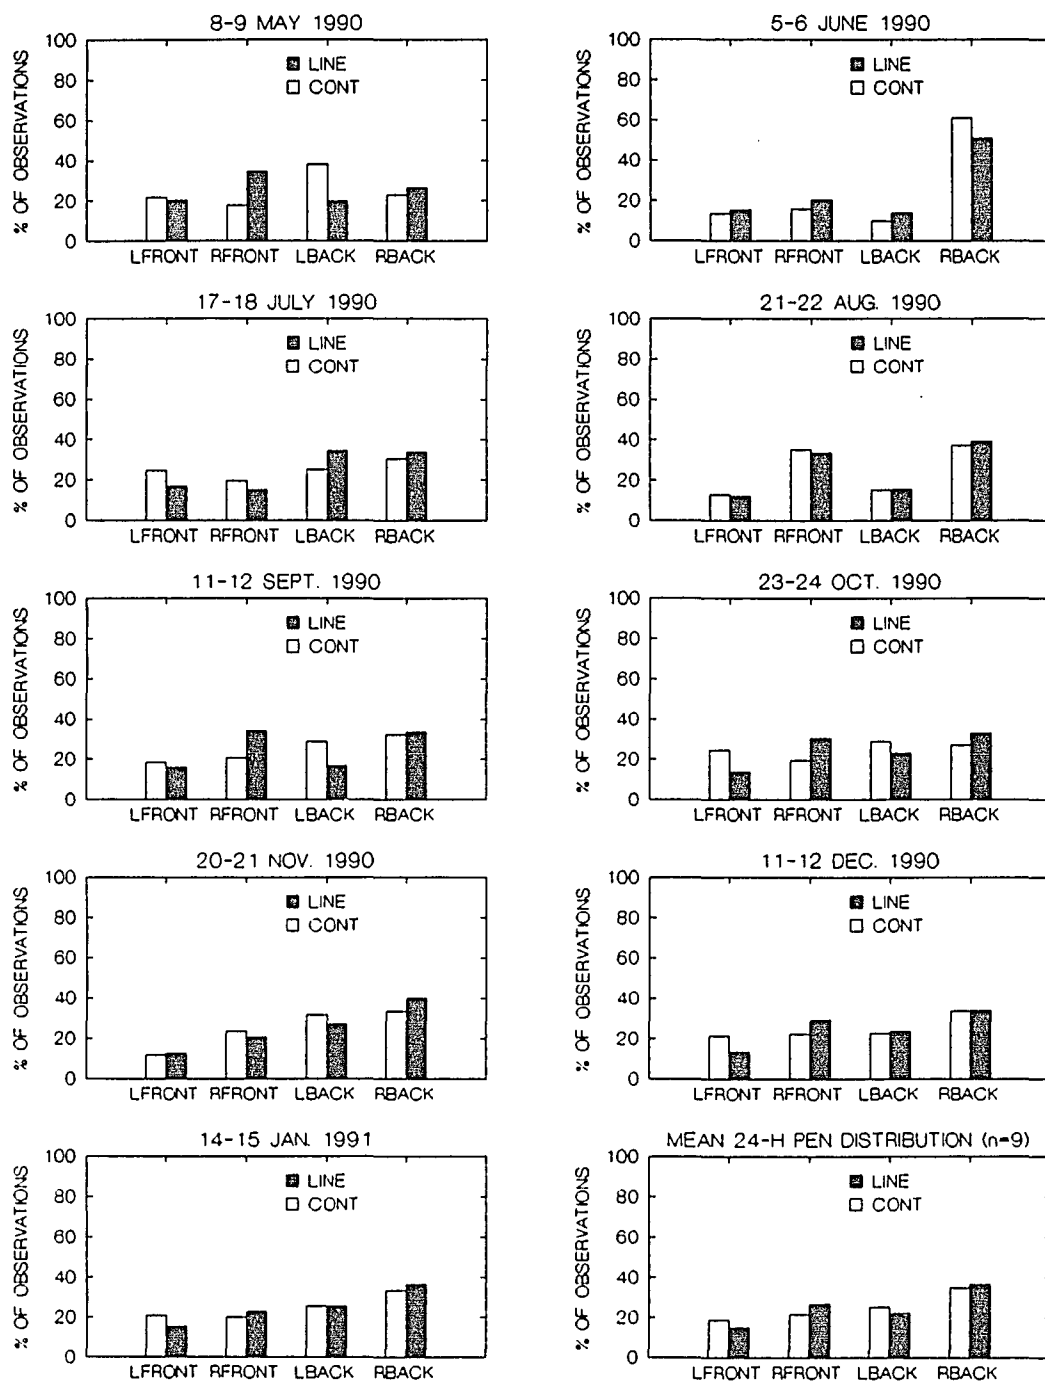 8-9 MAY 1990
% OF OBSERVATIONS
100
80
60
40
20
0
LINE
CONT
LFRONT RFRONT LBACK RBACK
5-6 JUNE 1990
% OF OBSERVATIONS
100
80
60
40
20
0
LINE
CONT
LFRONT RFRONT LBACK RBACK
17-18 JULY 1990
% OF OBSERVATIONS
100
80
60
40
20
0
LINE
CONT
LFRONT RFRONT LBACK RBACK
21-22 AUG. 1990
% OF OBSERVATIONS
100
80
60
40
20
0
LINE
CONT
LFRONT RFRONT LBACK RBACK
11-12 SEPT. 1990
% OF OBSERVATIONS
100
80
60
40
20
0
LINE
CONT
LFRONT RFRONT LBACK RBACK
23-24 OCT. 1990
% OF OBSERVATIONS
100
80
60
40
20
0
LINE
CONT
LFRONT RFRONT LBACK RBACK
20-21 NOV. 1990
% OF OBSERVATIONS
100
80
60
40
20
0
LINE
CONT
LFRONT RFRONT LBACK RBACK
11-12 DEC. 1990
% OF OBSERVATIONS
100
80
60
40
20
0
LINE
CONT
LFRONT RFRONT LBACK RBACK
14-15 JAN. 1991
% OF OBSERVATIONS
100
80
60
40
20
0
LINE
CONT
LFRONT RFRONT LBACK RBACK
MEAN 24-H PEN DISTRIBUTION (n=9)
% OF OBSERVATIONS
100
80
60
40
20
0
LINE
CONT
LFRONT RFRONT LBACK RBACK